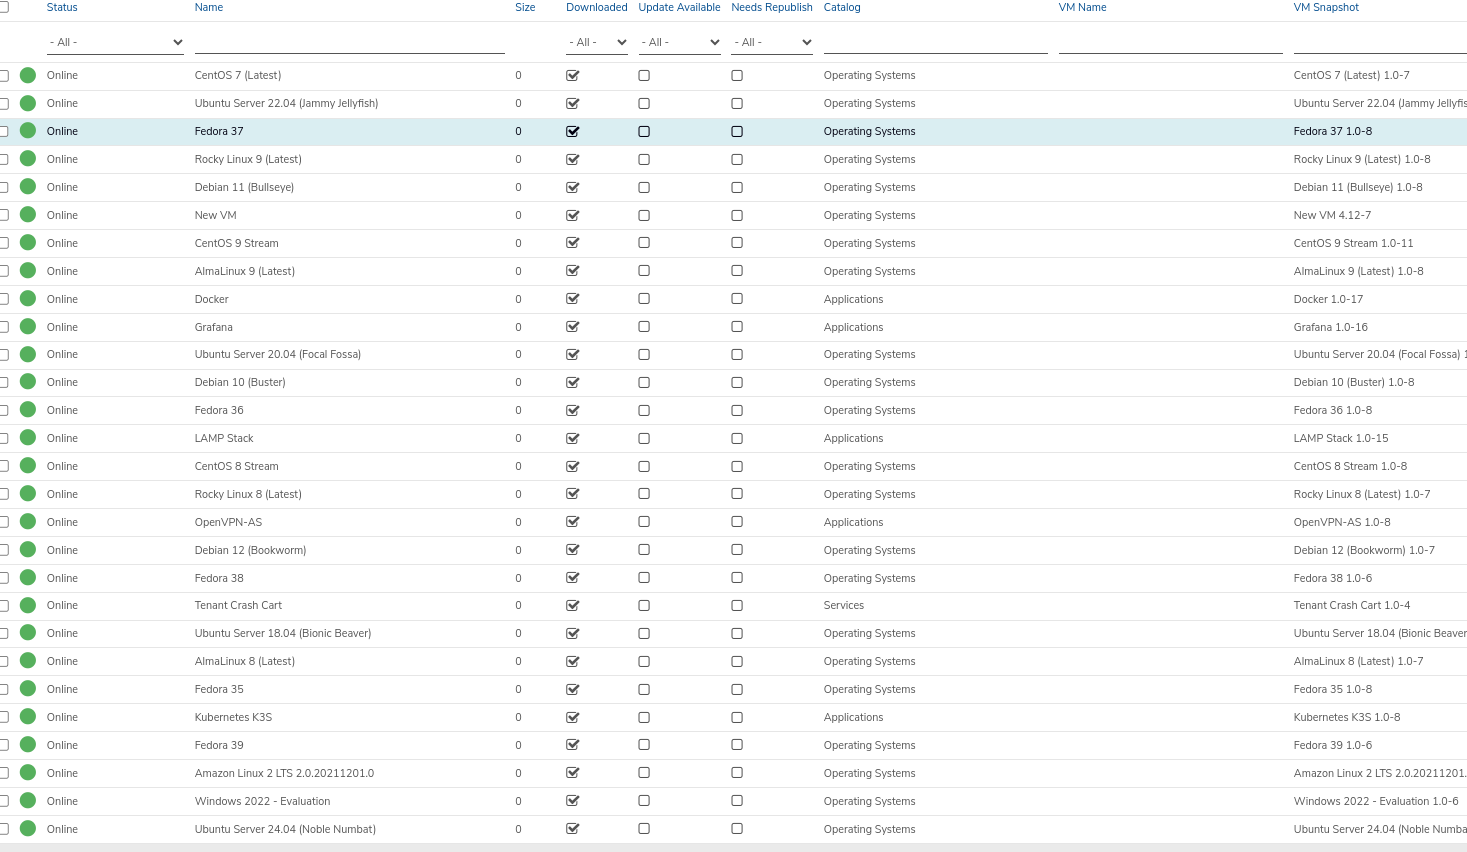 Status Name Size Downloaded Update Available Needs Republish Catalog VM Name VM Snapshot
- All - - All - - All - - All -
Online CentOS 7 (Latest) 0 Operating Systems CentOS 7 (Latest) 1.0-7
Online Ubuntu Server 22.04 (Jammy Jellyfish) 0 Operating Systems Ubuntu Server 22.04 (Jammy Jellyfis
Online Fedora 37 0 Operating Systems Fedora 37 1.0-8
Online Rocky Linux 9 (Latest) 0 Operating Systems Rocky Linux 9 (Latest) 1.0-8
Online Debian 11 (Bullseye) 0 Operating Systems Debian 11 (Bullseye) 1.0-8
Online New VM 0 Operating Systems New VM 4.12-7
Online CentOS 9 Stream 0 Operating Systems CentOS 9 Stream 1.0-11
Online AlmaLinux 9 (Latest) 0 Operating Systems AlmaLinux 9 (Latest) 1.0-8
Online Docker 0 Applications Docker 1.0-17
Online Grafana 0 Applications Grafana 1.0-16
Online Ubuntu Server 20.04 (Focal Fossa) 0 Operating Systems Ubuntu Server 20.04 (Focal Fossa) 1
Online Debian 10 (Buster) 0 Operating Systems Debian 10 (Buster) 1.0-8
Online Fedora 36 0 Operating Systems Fedora 36 1.0-8
Online LAMP Stack 0 Applications LAMP Stack 1.0-15
Online CentOS 8 Stream 0 Operating Systems CentOS 8 Stream 1.0-8
Online Rocky Linux 8 (Latest) 0 Operating Systems Rocky Linux 8 (Latest) 1.0-7
Online OpenVPN-AS 0 Applications OpenVPN-AS 1.0-8
Online Debian 12 (Bookworm) 0 Operating Systems Debian 12 (Bookworm) 1.0-7
Online Fedora 38 0 Operating Systems Fedora 38 1.0-6
Online Tenant Crash Cart 0 Services Tenant Crash Cart 1.0-4
Online Ubuntu Server 18.04 (Bionic Beaver) 0 Operating Systems Ubuntu Server 18.04 (Bionic Beaver
Online AlmaLinux 8 (Latest) 0 Operating Systems AlmaLinux 8 (Latest) 1.0-7
Online Fedora 35 0 Operating Systems Fedora 35 1.0-8
Online Kubernetes K3S 0 Applications Kubernetes K3S 1.0-8
Online Fedora 39 0 Operating Systems Fedora 39 1.0-6
Online Amazon Linux 2 LTS 2.0.20211201.0 0 Operating Systems Amazon Linux 2 LTS 2.0.20211201.
Online Windows 2022 - Evaluation 0 Operating Systems Windows 2022 - Evaluation 1.0-6
Online Ubuntu Server 24.04 (Noble Numbat) 0 Operating Systems Ubuntu Server 24.04 (Noble Numba